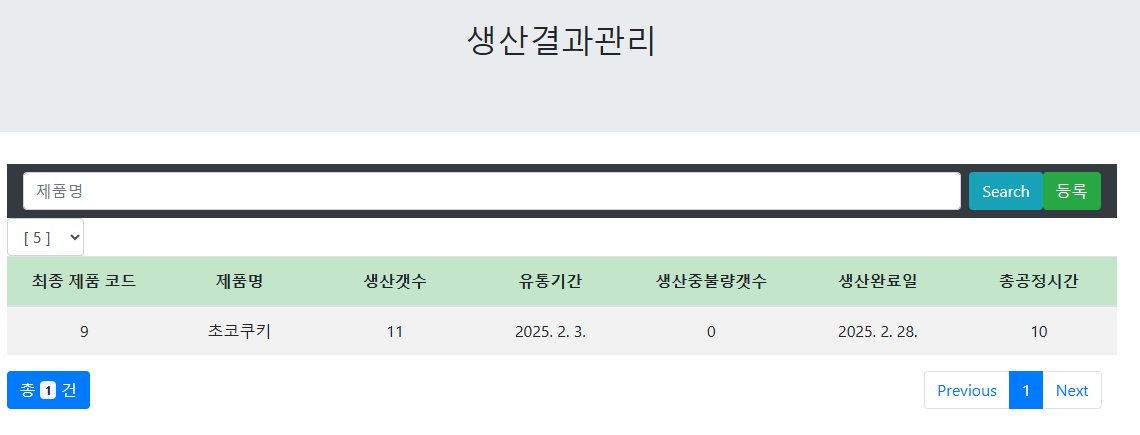 생산결과관리
제품명 Search 등록
[ 5 ]
최종 제품 코드 제품명 생산갯수 유통기간 생산중불량갯수 생산완료일 총공정시간
9 초코쿠키 11 2025. 2. 3. 0 2025. 2. 28. 10
총 1 건 Previous 1 Next